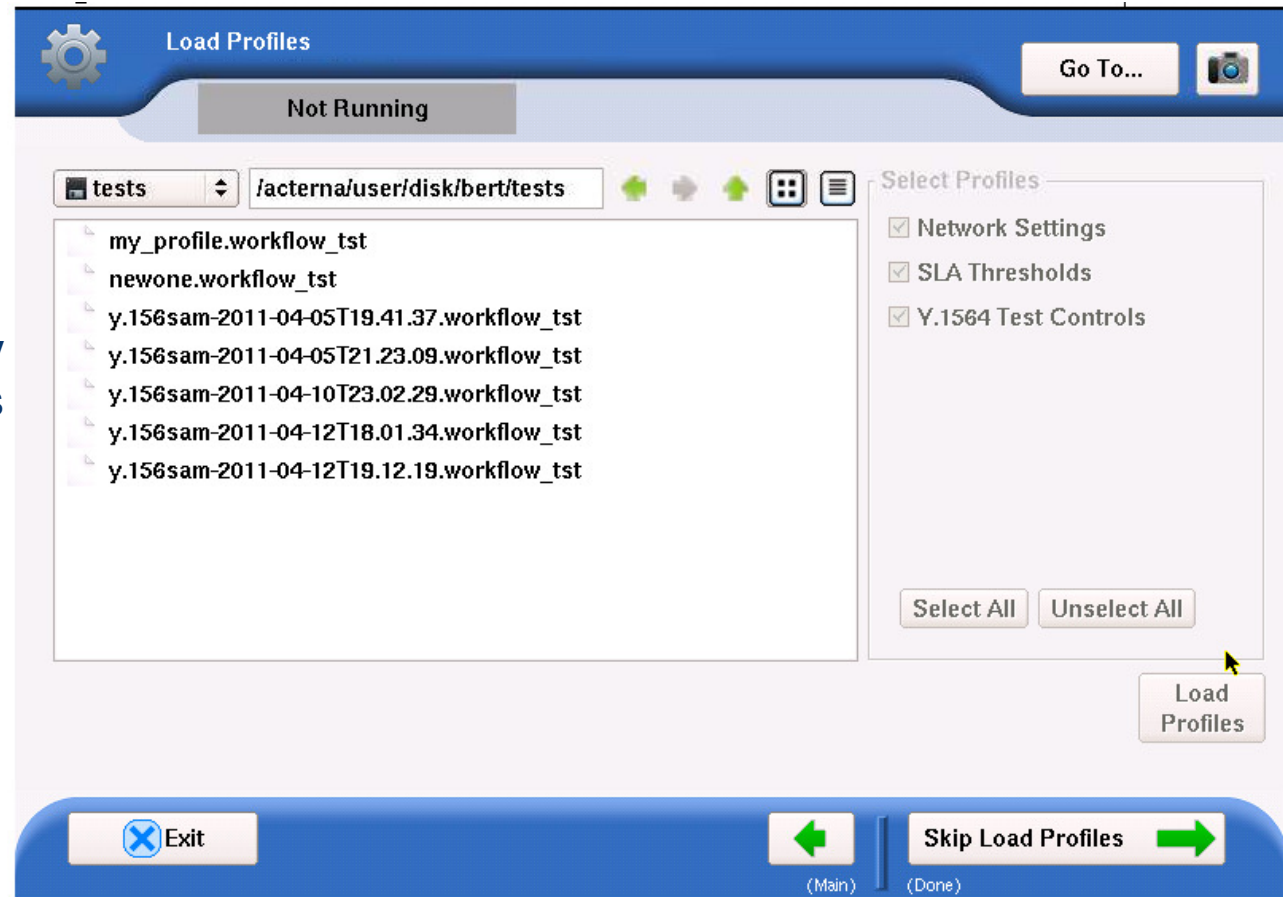 Load Profiles
Go To...
Not Running
tests
/acterna/user/disk/bert/tests
Select Profiles
my_profile.workflow_tst
newone.workflow_tst
y.156sam-2011-04-05T19.41.37.workflow_tst
y.156sam-2011-04-05T21.23.09.workflow_tst
y.156sam-2011-04-10T23.02.29.workflow_tst
y.156sam-2011-04-12T18.01.34.workflow_tst
y.156sam-2011-04-12T19.12.19.workflow_tst
Network Settings
SLA Thresholds
Y.1564 Test Controls
Select All
Unselect All
Load
Profiles
Exit
(Main)
Skip Load Profiles
(Done)